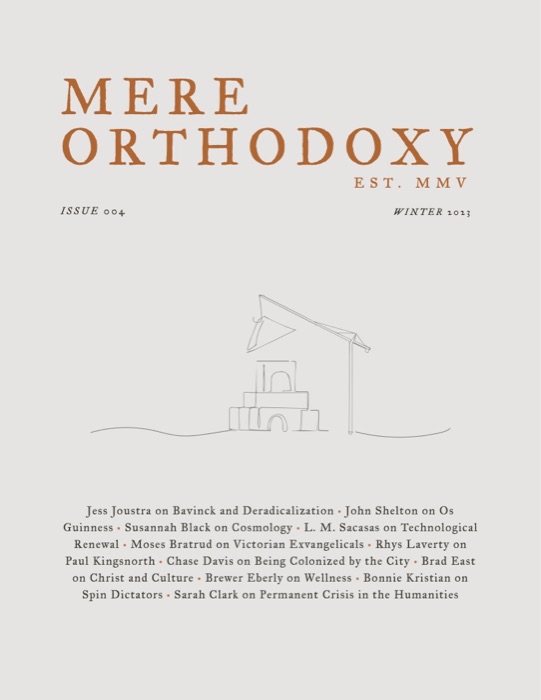 MERE
ORTHODOXY
EST. MMV
ISSUE 004
WINTER 2023
Jess Joustra on Bavinck and Deradicalization • John Shelton on Os
Guinness • Susannah Black on Cosmology • L. M. Sacasas on Technological
Renewal • Moses Bratrud on Victorian Exvangelicals • Rhys Laverty on
Paul Kingsnorth • Chase Davis on Being Colonized by the City • Brad East
on Christ and Culture • Brewer Eberly on Wellness • Bonnie Kristian on
Spin Dictators • Sarah Clark on Permanent Crisis in the Humanities